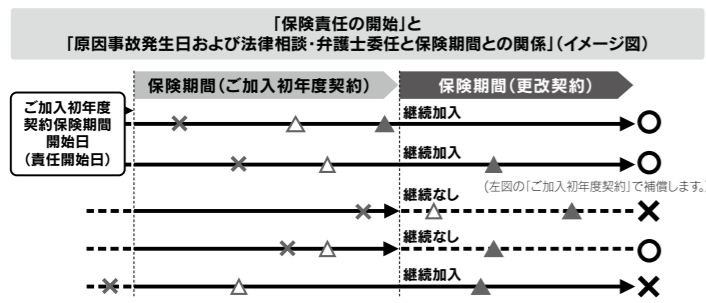 「保険責任の開始」と
「原因事故発生日および法律相談・弁護士委任と保険期間との関係」(イメージ図)
保険期間(ご加入初年度契約)
保険期間(更改契約)
ご加入初年度
契約保険期間
開始日
(責任開始日)
継続加入
継続加入
(左図の「ご加入初年度契約」で補償します。)
継続なし
継続なし
継続加入